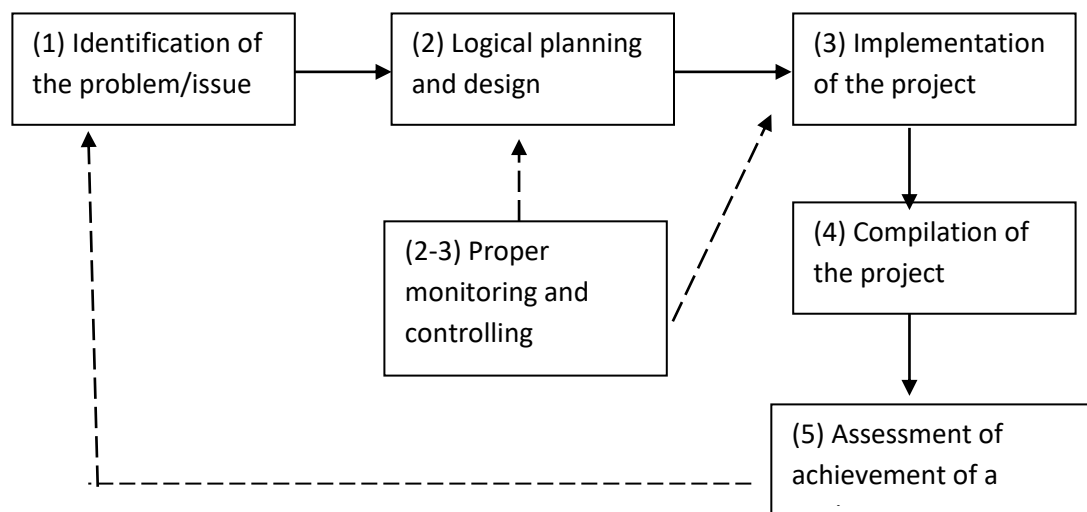 (1) Identification of
the problem/issue
(2) Logical planning
and design
(3) Implementation
of the project
(2-3) Proper
monitoring and
controlling
(4) Compilation of
the project
(5) Assessment of
achievement of a